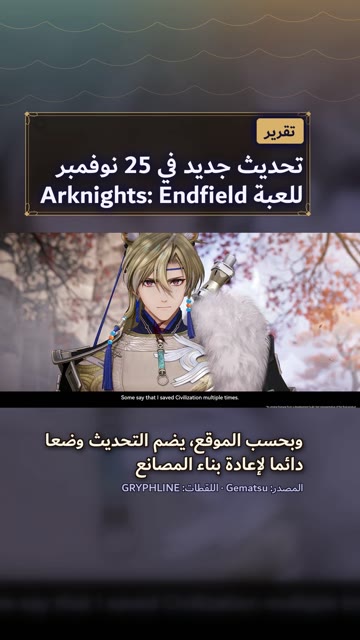 تقرير
تحديث جديد في 25 نوفمبر
للعبة Arknights: Endfield
Some say that I saved Civilization multiple times.
وبحسب الموقع، يضم التحديث وضعا
دائما لإعادة بناء المصانع
المصدر: Gematsu · اللقطات: GRYPHLINE